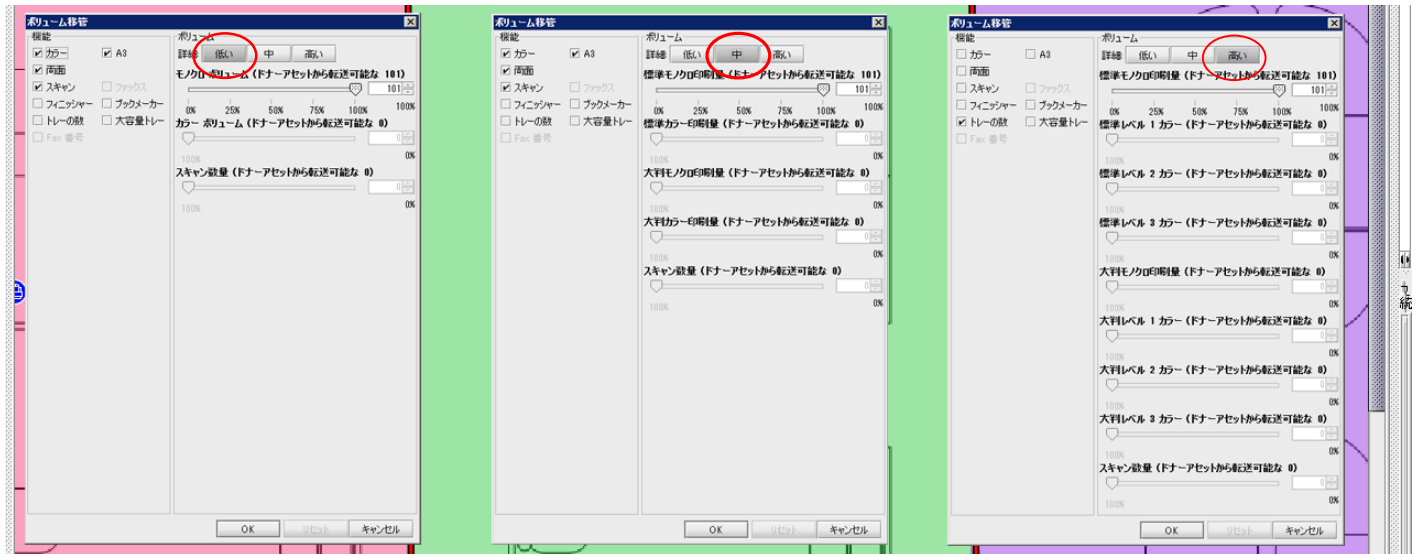 ボリューム移管
機能
カラー
A3
両面
スキャン
ファックス
フィニッシャー
ブックメーカー
トレーの数
大容量トレー
Fax 番号
ボリューム
詳細
低い
中
高い
モノクロ ボリューム (ドナーアセットから転送可能な 101)
101
0% 25% 50% 75% 100% 100%
カラー ボリューム (ドナーアセットから転送可能な 0)
0
100% 0%
スキャン数量 (ドナーアセットから転送可能な 0)
0
100% 0%
OK
リセット
キャンセル
ボリューム移管
機能
カラー
A3
両面
スキャン
ファックス
フィニッシャー
ブックメーカー
トレーの数
大容量トレー
Fax 番号
ボリューム
詳細
低い
中
高い
標準モノクロ印刷量 (ドナーアセットから転送可能な 101)
101
0% 25% 50% 75% 100% 100%
標準カラー印刷量 (ドナーアセットから転送可能な 0)
0
100% 0%
大判モノクロ印刷量 (ドナーアセットから転送可能な 0)
0
100% 0%
大判カラー印刷量 (ドナーアセットから転送可能な 0)
0
100% 0%
スキャン数量 (ドナーアセットから転送可能な 0)
0
100% 0%
OK
リセット
キャンセル
ボリューム移管
機能
カラー
A3
両面
スキャン
ファックス
フィニッシャー
ブックメーカー
トレーの数
大容量トレー
Fax 番号
ボリューム
詳細
低い
中
高い
標準モノクロ印刷量 (ドナーアセットから転送可能な 101)
101
0% 25% 50% 75% 100% 100%
標準レベル 1 カラー (ドナーアセットから転送可能な 0)
0
100% 0%
標準レベル 2 カラー (ドナーアセットから転送可能な 0)
0
100% 0%
標準レベル 3 カラー (ドナーアセットから転送可能な 0)
0
100% 0%
大判モノクロ印刷量 (ドナーアセットから転送可能な 0)
0
100% 0%
大判レベル 1 カラー (ドナーアセットから転送可能な 0)
0
100% 0%
大判レベル 2 カラー (ドナーアセットから転送可能な 0)
0
100% 0%
大判レベル 3 カラー (ドナーアセットから転送可能な 0)
0
100% 0%
スキャン数量 (ドナーアセットから転送可能な 0)
0
100% 0%
OK
リセット
キャンセル